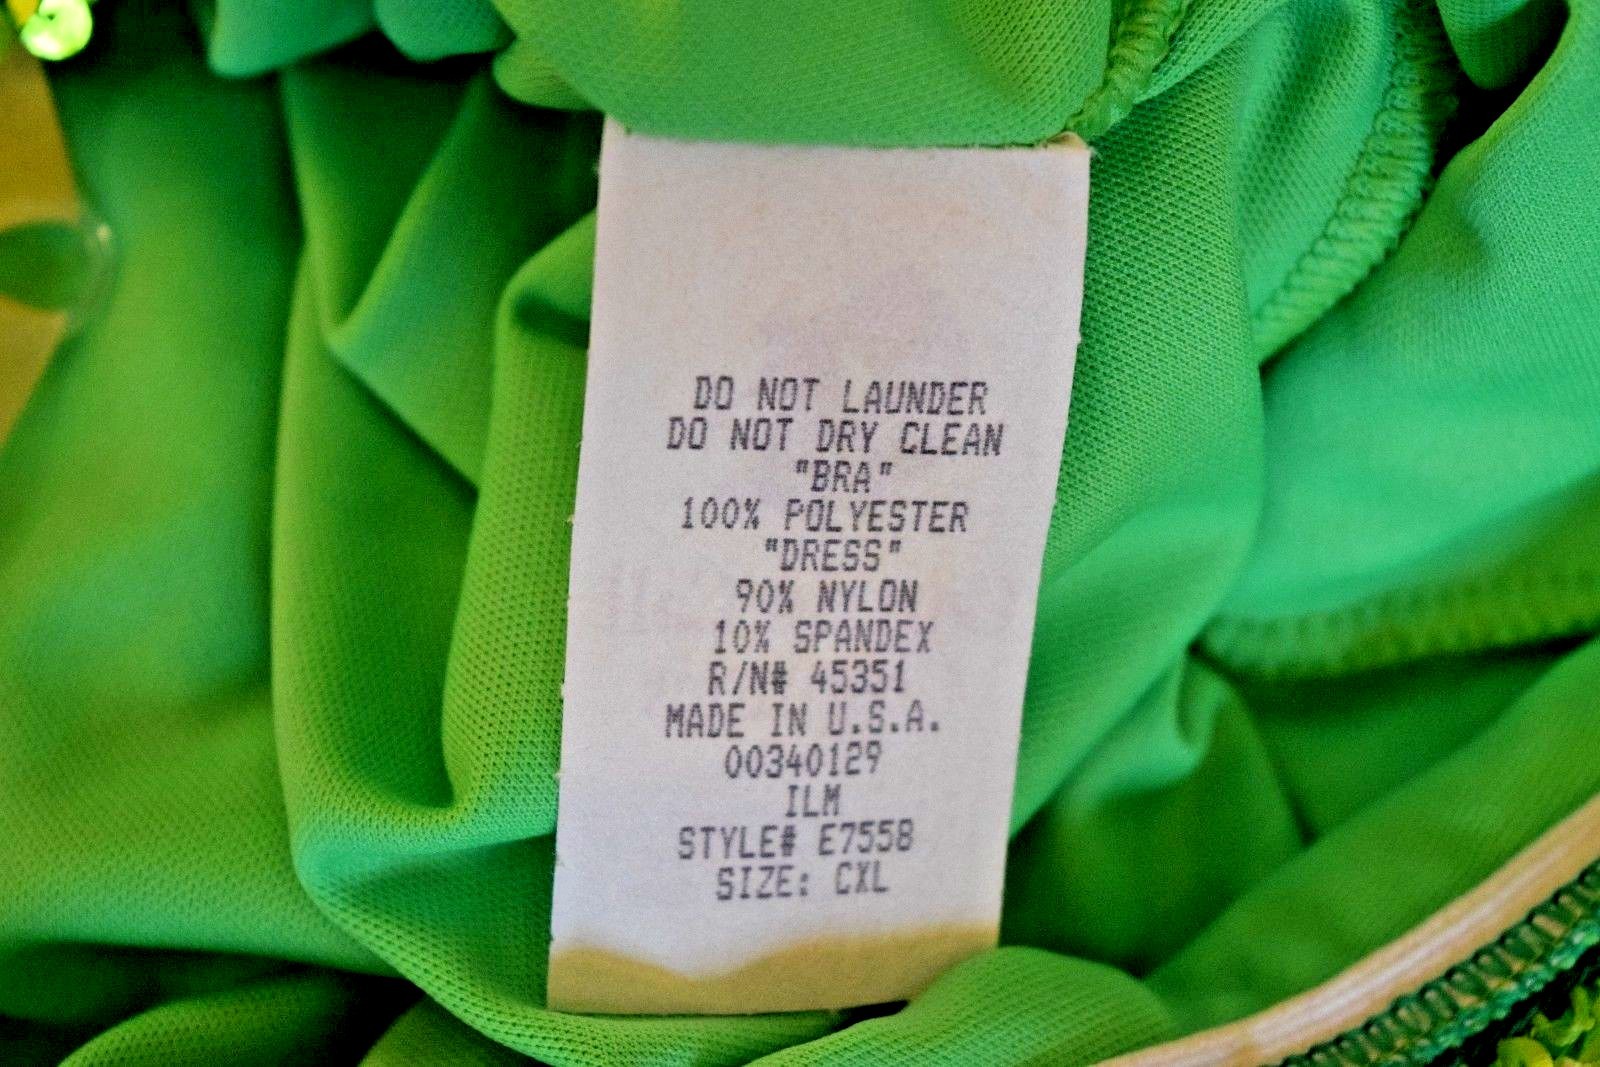 DO NOT LAUNDER
DO NOT DRY CLEAN
"BRA"
100% POLYESTER
"DRESS"
90% NYLON
10% SPANDEX
R/N# 45351
MADE IN U.S.A.
00340129
ILM
STYLE# E7558
SIZE: CXL